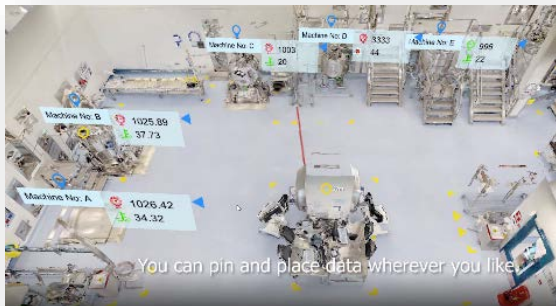 Machine No: C
1003
20
Machine No: D
3333
44
Machine No: E
999
22
Machine No: B
1025.89
37.73
Machine No: A
1026.42
34.32
You can pin and place data wherever you like.